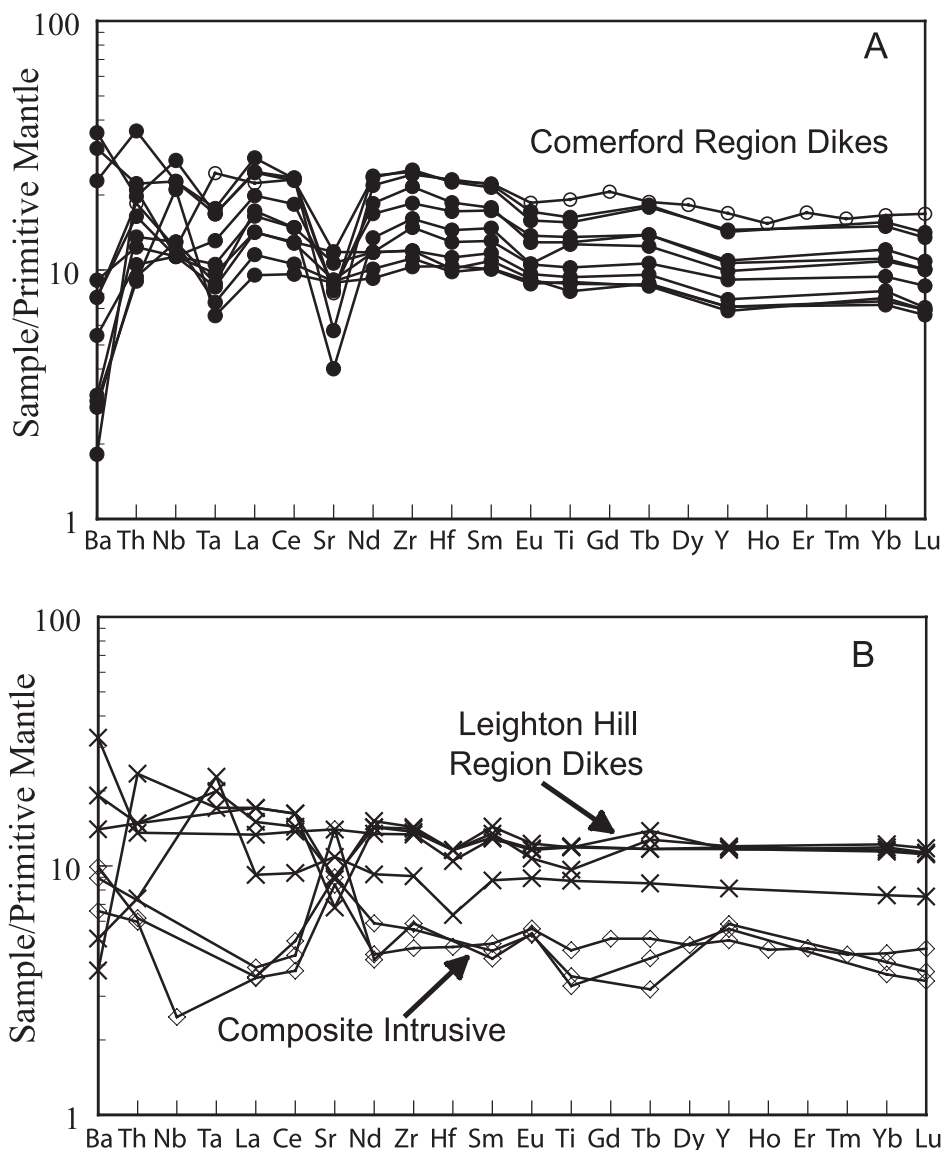 100
A
Comerford Region Dikes
Sample/Primitive Mantle
10
1
Ba Th Nb Ta La Ce Sr Nd Zr Hf Sm Eu Ti Gd Tb Dy Y Ho Er Tm Yb Lu
100
B
Leighton Hill
Region Dikes
Sample/Primitive Mantle
10
Composite Intrusive
1
Ba Th Nb Ta La Ce Sr Nd Zr Hf Sm Eu Ti Gd Tb Dy Y Ho Er Tm Yb Lu